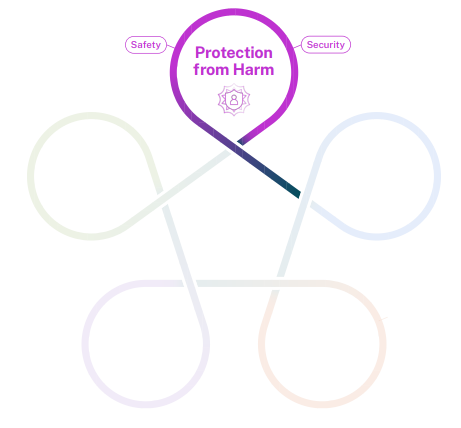 Safety
Security
Protection
from Harm